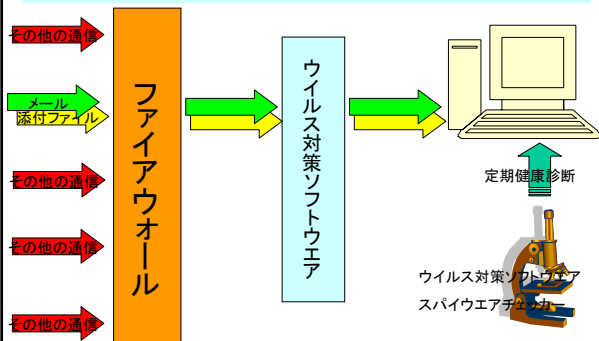 その他の通信
メール
添付ファイル
その他の通信
その他の通信
その他の通信
ファイアウォール
ウイルス対策ソフトウエア
定期健康診断
ウイルス対策ソフトウエア
スパイウエアチェッカー